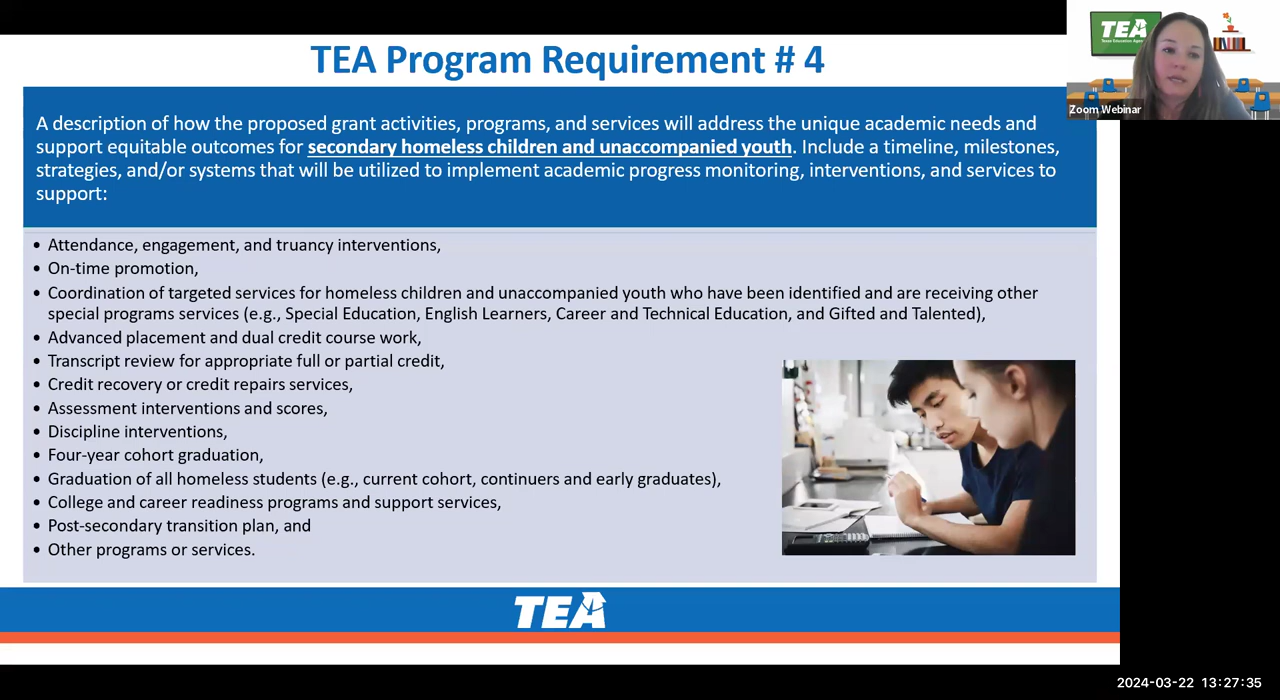 TEA Program Requirement # 4
TEA
Texas Education Agency
Zoom Webinar
A description of how the proposed grant activities, programs, and services will address the unique academic needs and
support equitable outcomes for secondary homeless children and unaccompanied youth. Include a timeline, milestones,
strategies, and/or systems that will be utilized to implement academic progress monitoring, interventions, and services to
support:
• Attendance, engagement, and truancy interventions,
• On-time promotion,
• Coordination of targeted services for homeless children and unaccompanied youth who have been identified and are receiving other
special programs services (e.g., Special Education, English Learners, Career and Technical Education, and Gifted and Talented),
• Advanced placement and dual credit course work,
• Transcript review for appropriate full or partial credit,
• Credit recovery or credit repairs services,
• Assessment interventions and scores,
• Discipline interventions,
• Four-year cohort graduation,
• Graduation of all homeless students (e.g., current cohort, continuers and early graduates),
• College and career readiness programs and support services,
• Post-secondary transition plan, and
• Other programs or services.
TEA
2024-03-22 13:27:35